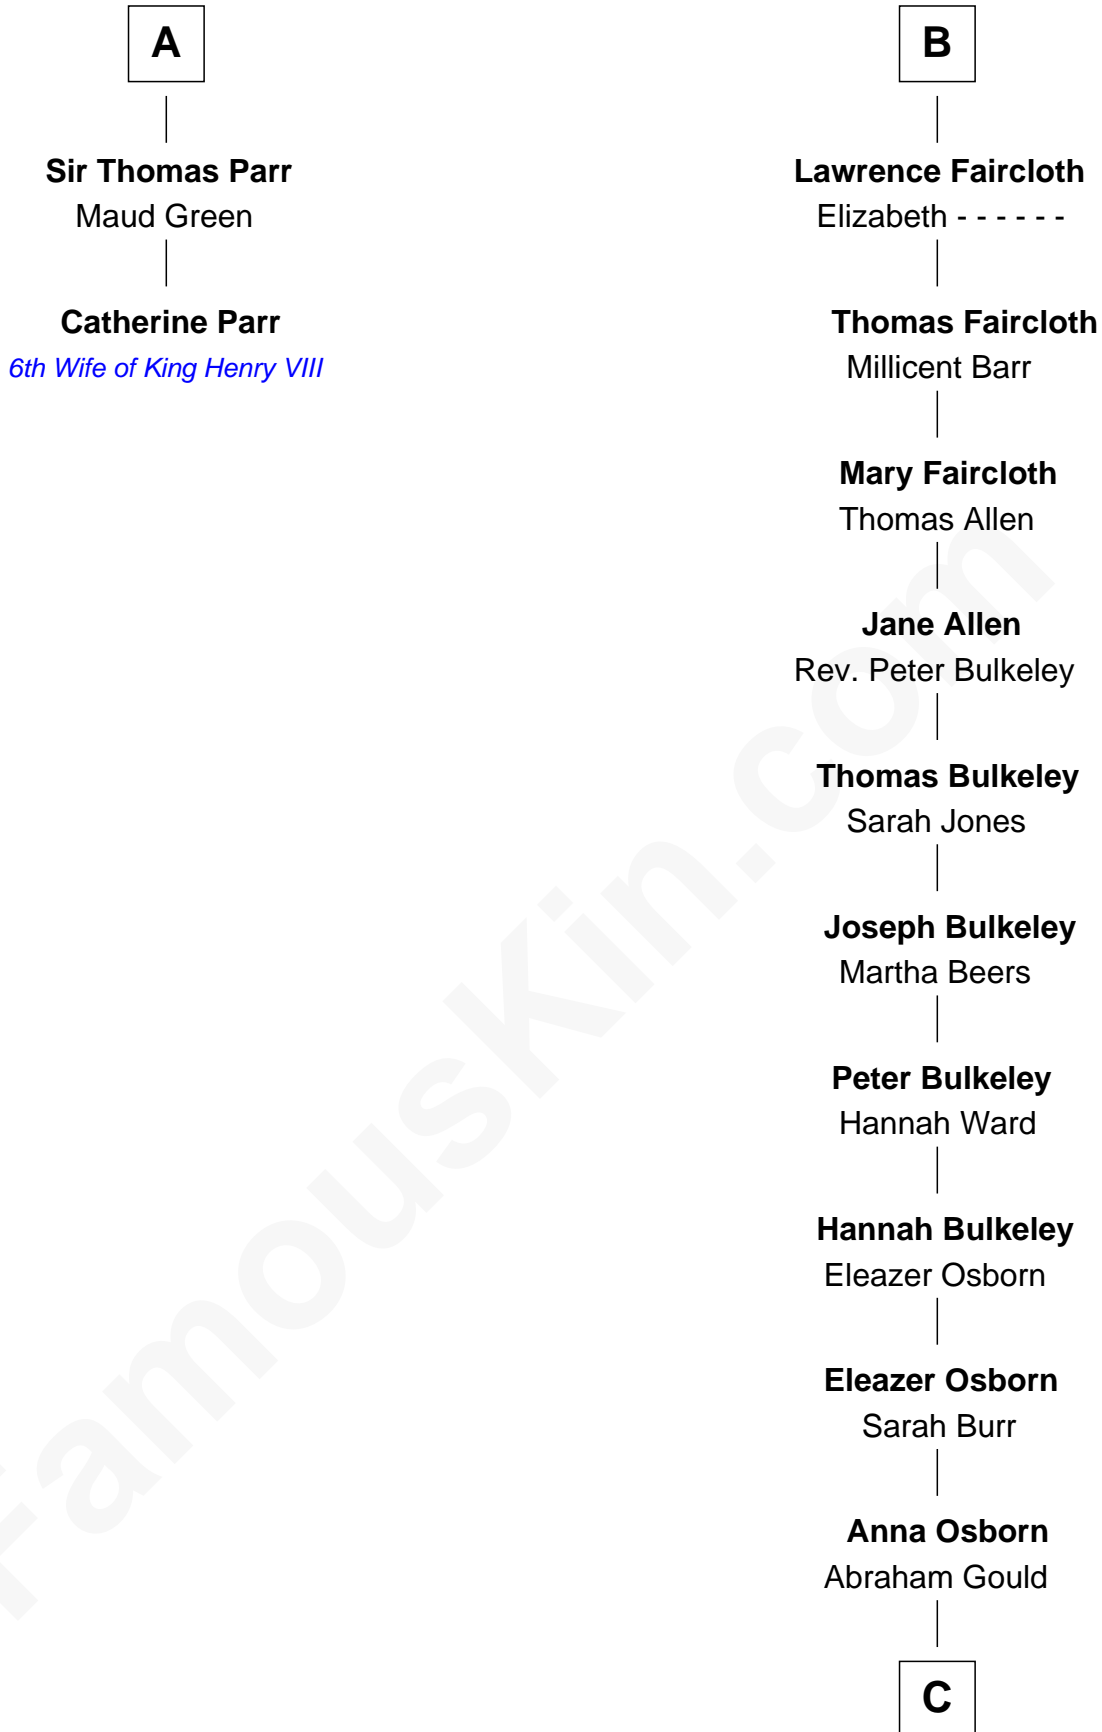 A
Sir Thomas Parr
Maud Green
Catherine Parr
6th Wife of King Henry VIII
B
Lawrence Faircloth
Elizabeth - - - - - -
Thomas Faircloth
Millicent Barr
Mary Faircloth
Thomas Allen
Jane Allen
Rev. Peter Bulkeley
Thomas Bulkeley
Sarah Jones
Joseph Bulkeley
Martha Beers
Peter Bulkeley
Hannah Ward
Hannah Bulkeley
Eleazer Osborn
Eleazer Osborn
Sarah Burr
Anna Osborn
Abraham Gould
C
FamousKin.com